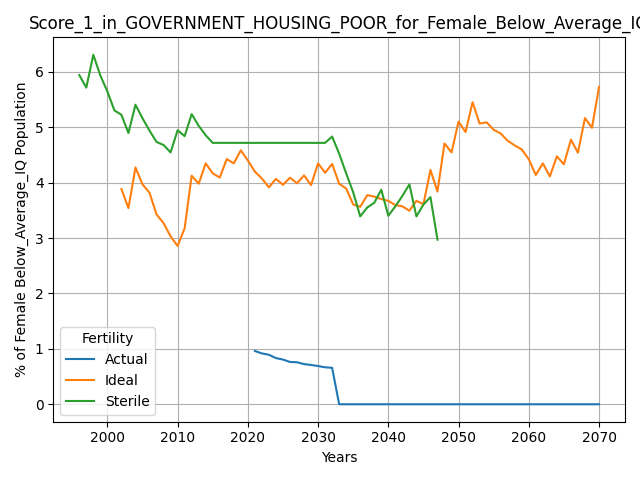 Score_1_in_GOVERNMENT_HOUSING_POOR_for_Female_Below_Average_IQ
% of Female Below_Average_IQ Population
6
5
4
3
2
1
0
Fertility
Actual
Ideal
Sterile
2000 2010 2020 2030 2040 2050 2060 2070
Years